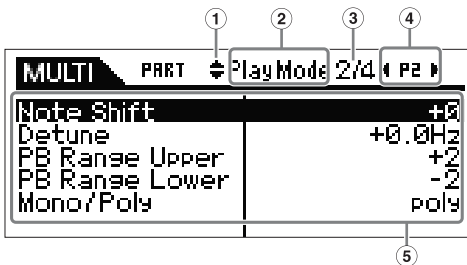 ① ② ③ ④
MULTI PART Play Mode 2/4 P2
Note Shift +0
Detune +0.0Hz
PB Range Upper +2
PB Range Lower -2
Mono/Poly poly
⑤